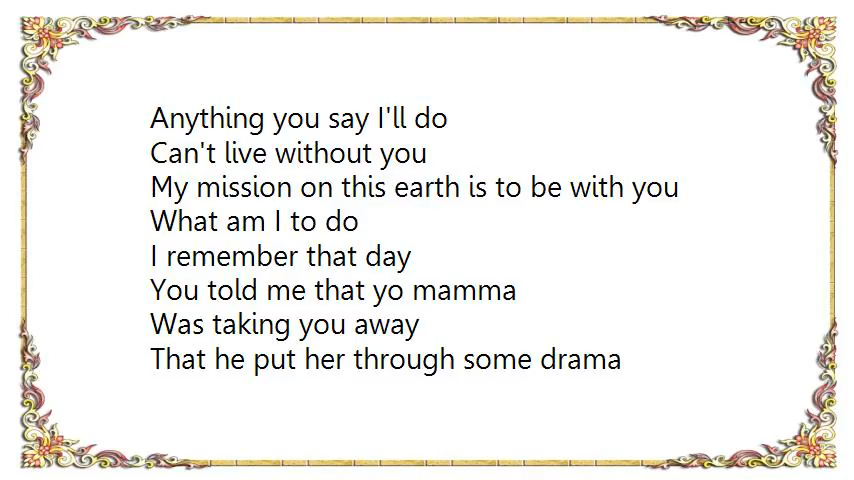 Anything you say I'll do
Can't live without you
My mission on this earth is to be with you
What am I to do
I remember that day
You told me that yo mamma
Was taking you away
That he put her through some drama